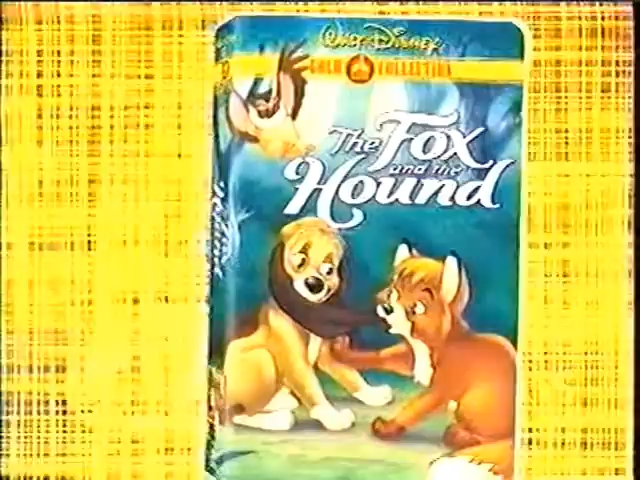 Walt Disney
GOLD COLLECTION
The Fox
and the
Hound